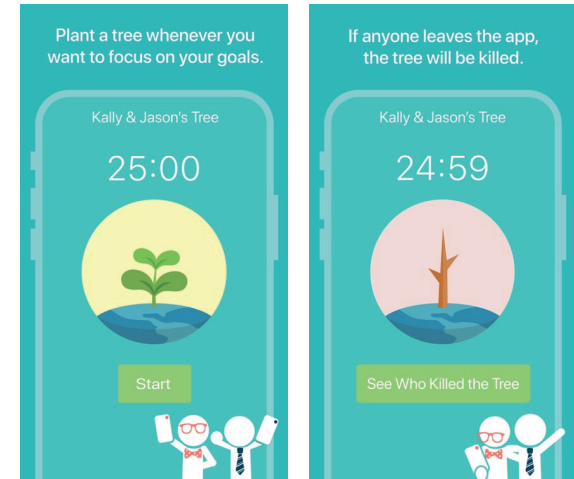 Plant a tree whenever you
want to focus on your goals.
Kally & Jason's Tree
25:00
Start
If anyone leaves the app,
the tree will be killed.
Kally & Jason's Tree
24:59
See Who Killed the Tree